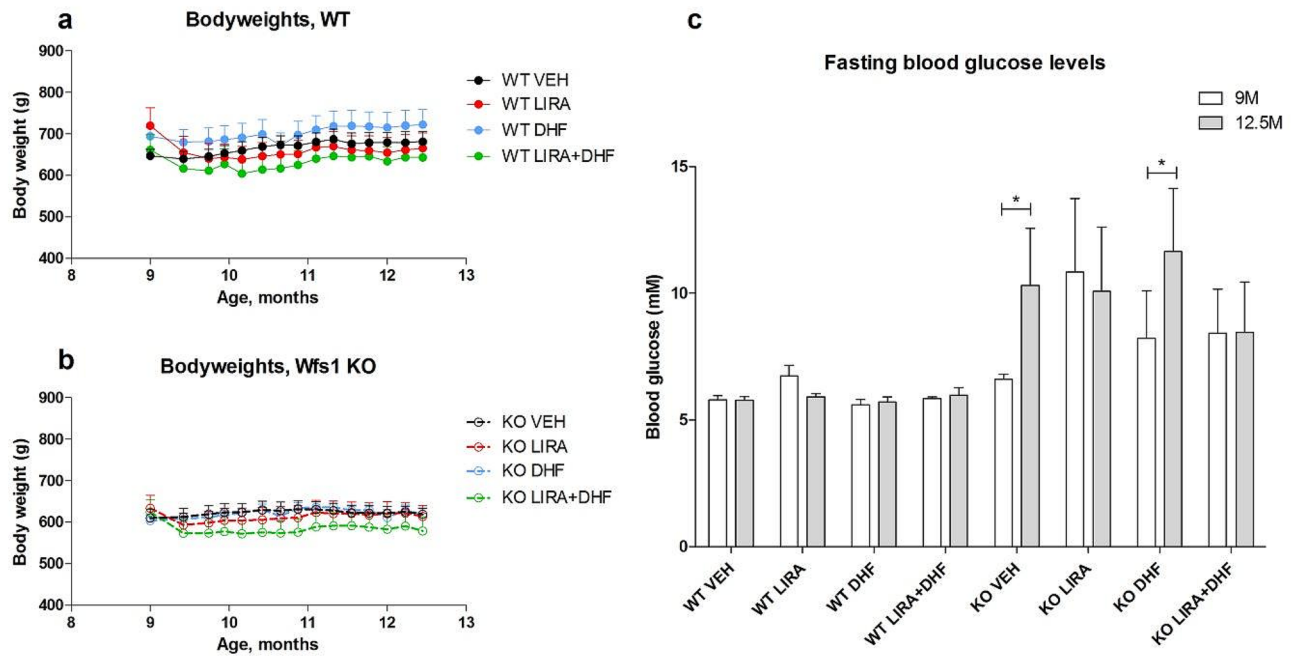 a
Bodyweights, WT
900
800
700
600
500
400
Body weight (g)
8 9 10 11 12 13
Age, months
WT VEH
WT LIRA
WT DHF
WT LIRA+DHF
b
Bodyweights, Wfs1 KO
900
800
700
600
500
400
Body weight (g)
8 9 10 11 12 13
Age, months
KO VEH
KO LIRA
KO DHF
KO LIRA+DHF
c
Fasting blood glucose levels
9M
12.5M
15
10
5
0
Blood glucose (mM)
*
*
WT VEH
WT LIRA
WT DHF
WT LIRA+DHF
KO VEH
KO LIRA
KO DHF
KO LIRA+DHF